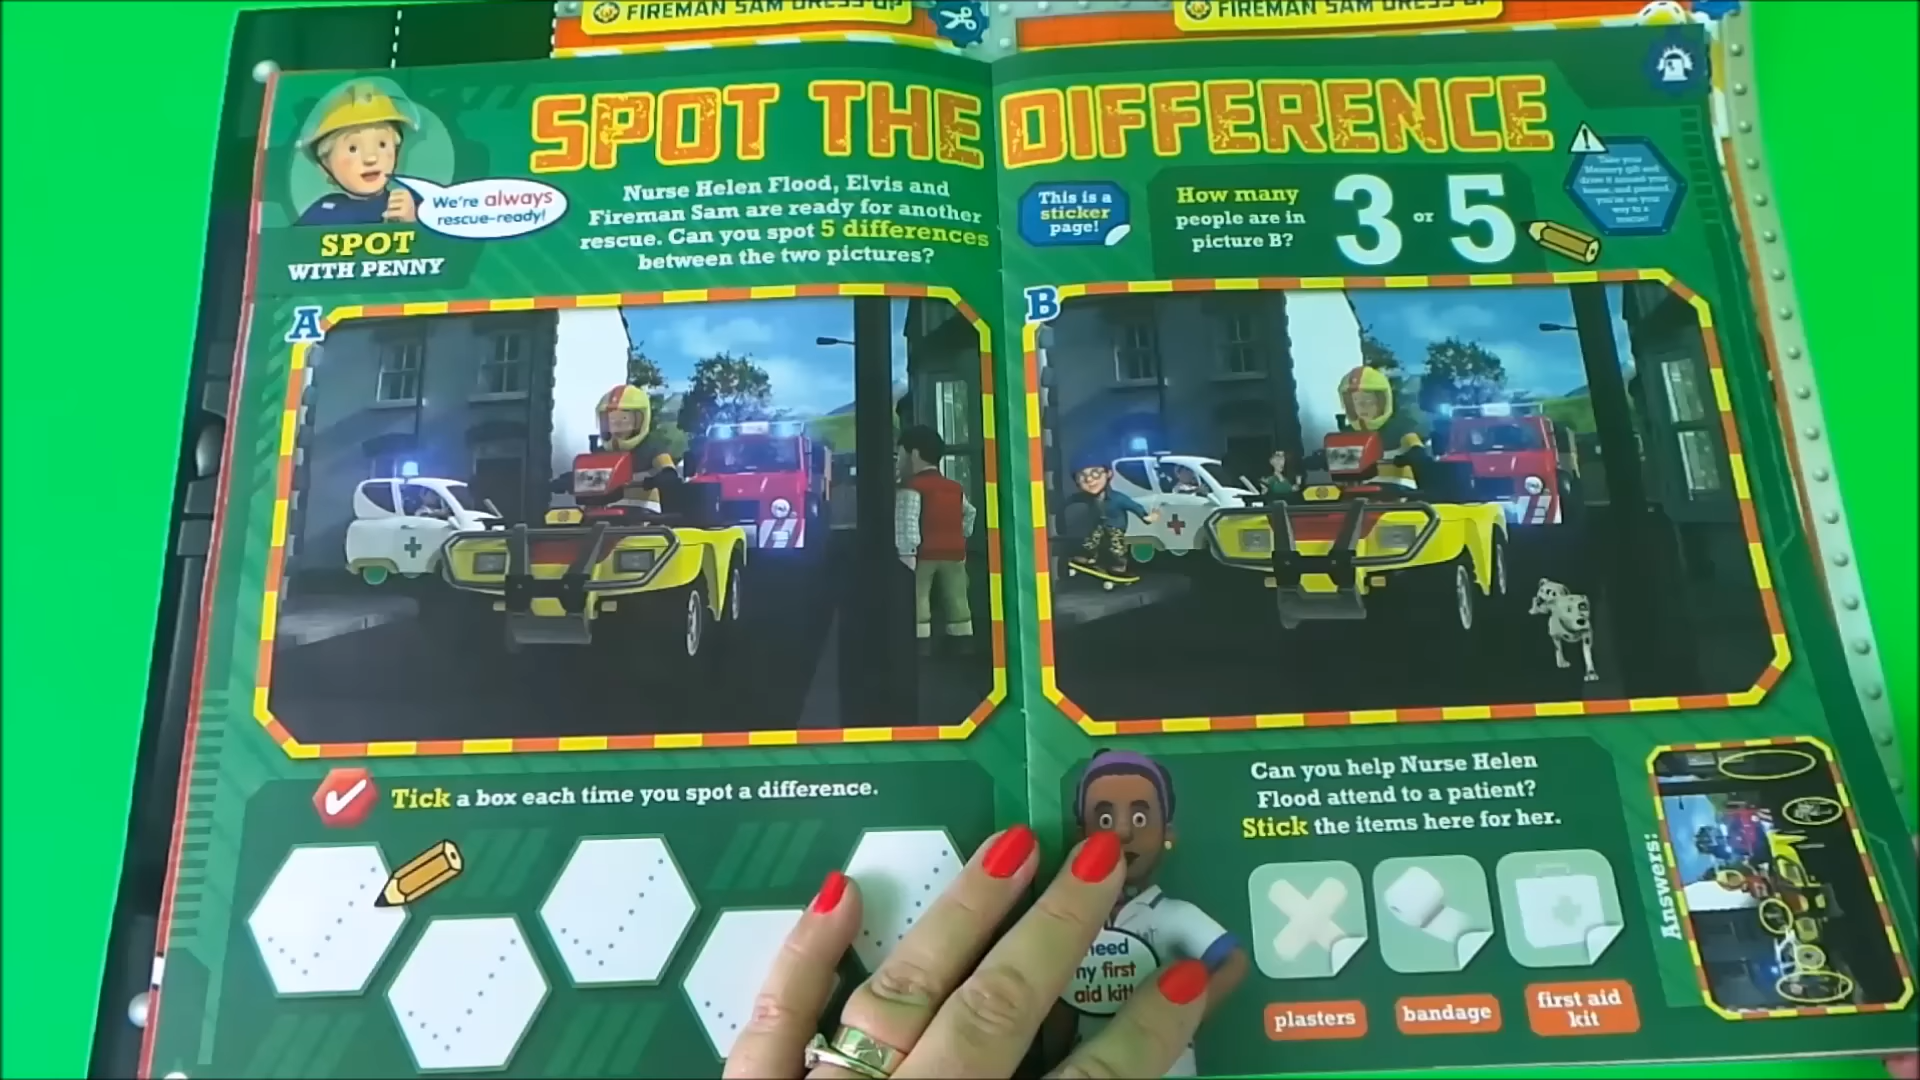 FIREMAN SAM DRESS-UP
FIREMAN SAM DRESS-UP
SPOT THE DIFFERENCE
We're always
rescue-ready!
SPOT
WITH PENNY
Nurse Helen Flood, Elvis and
Fireman Sam are ready for another
rescue. Can you spot 5 differences
between the two pictures?
This is a
sticker
page!
How many
people are in
picture B?
3 or 5
Take your
A
B
Tick a box each time you spot a difference.
Can you help Nurse Helen
Flood attend to a patient?
Stick the items here for her.
need
my first
aid kit!
plasters
bandage
first aid
kit
Answers: